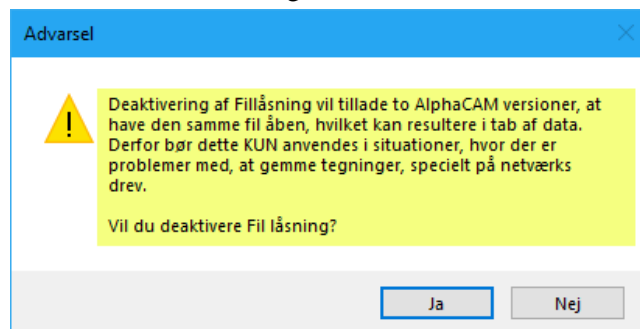 Advarsel
Deaktivering af Fillåsning vil tillade to AlphaCAM versioner, at
have den samme fil åben, hvilket kan resultere i tab af data.
Derfor bør dette KUN anvendes i situationer, hvor der er
problemer med, at gemme tegninger, specielt på netværks
drev.
Vil du deaktivere Fil låsning?
Ja
Nej